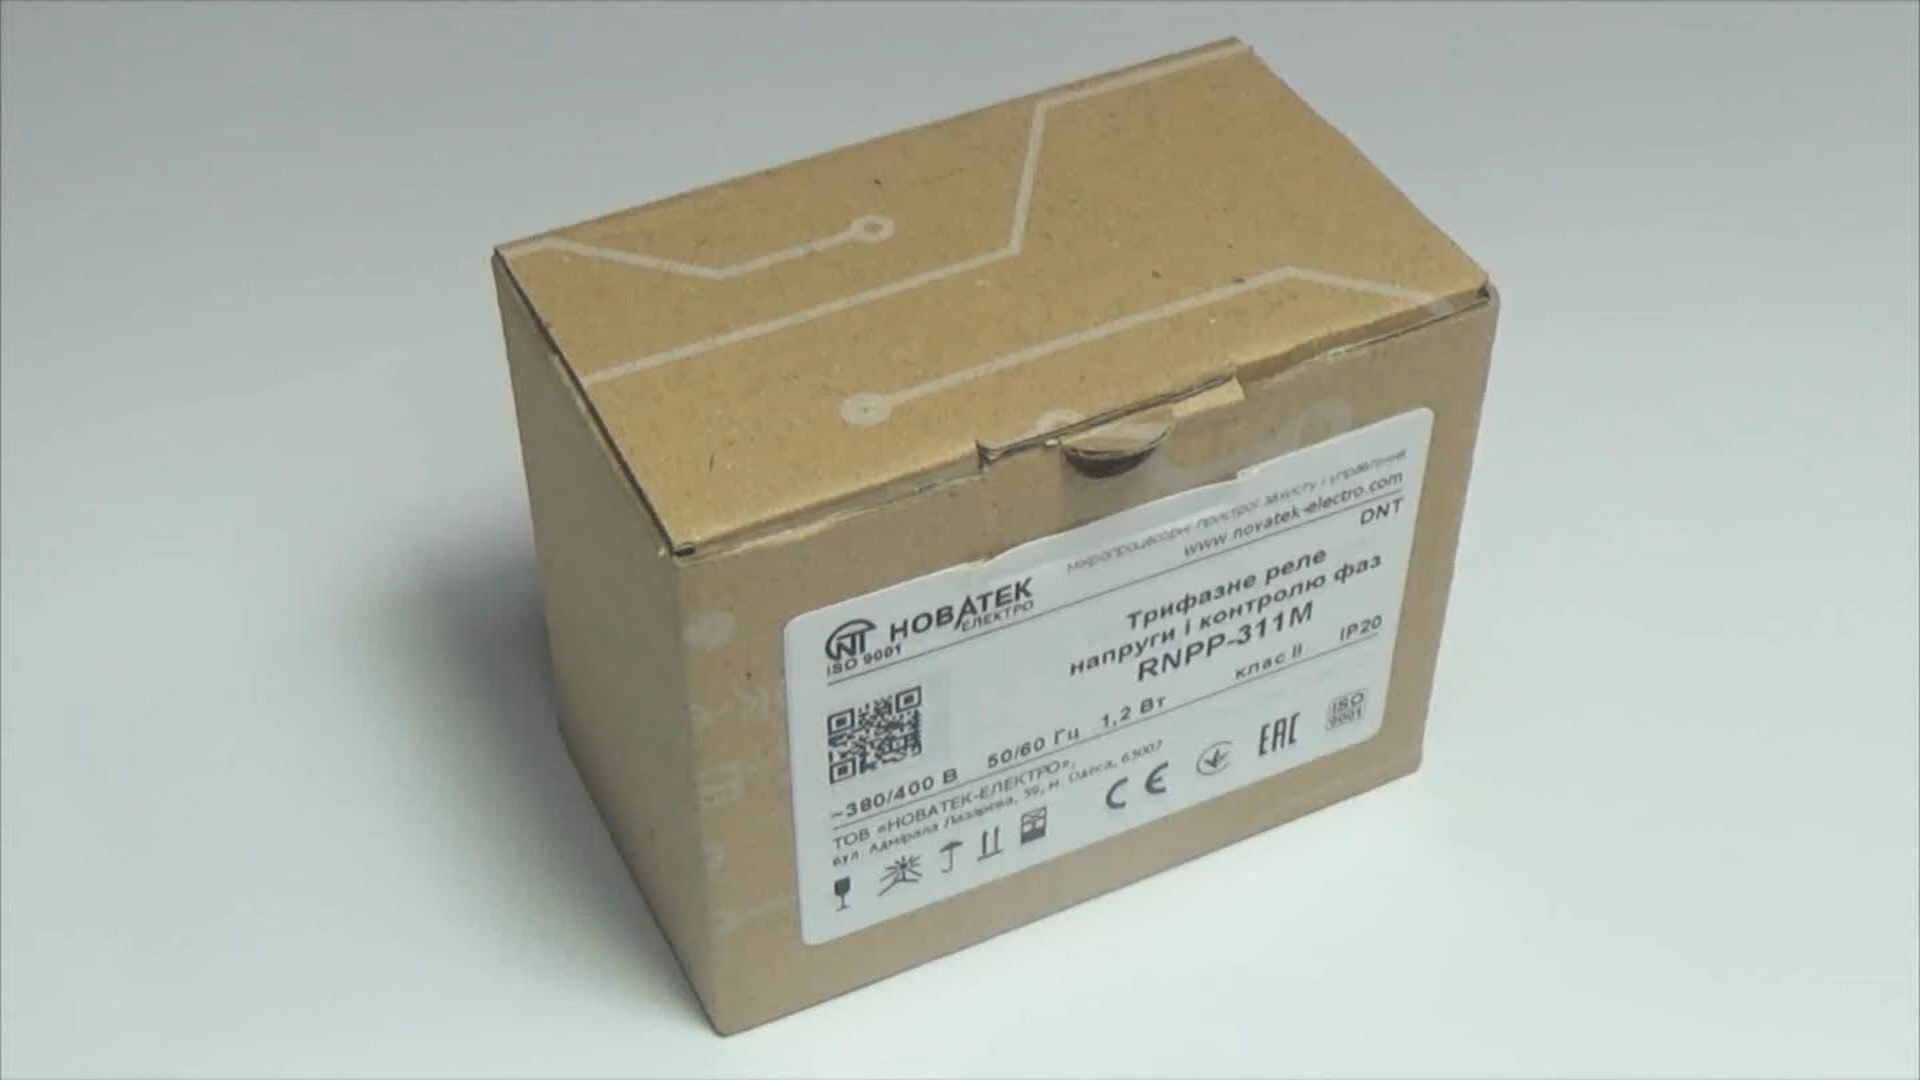 мікропроцесорні пристрої захисту і управління
www.novatek-electro.com
DNT
НОВАТЕК
ЕЛЕКТРО
ISO 9001
Трифазне реле
напруги і контролю фаз
RNPP-311M
~380/400 В 50/60 Гц 1,2 Вт клас II IP20
ТОВ «НОВАТЕК-ЕЛЕКТРО»,
вул. Адмірала Лазарєва, 59, м. Одеса, 65007
CE
EAC
ISO
9001